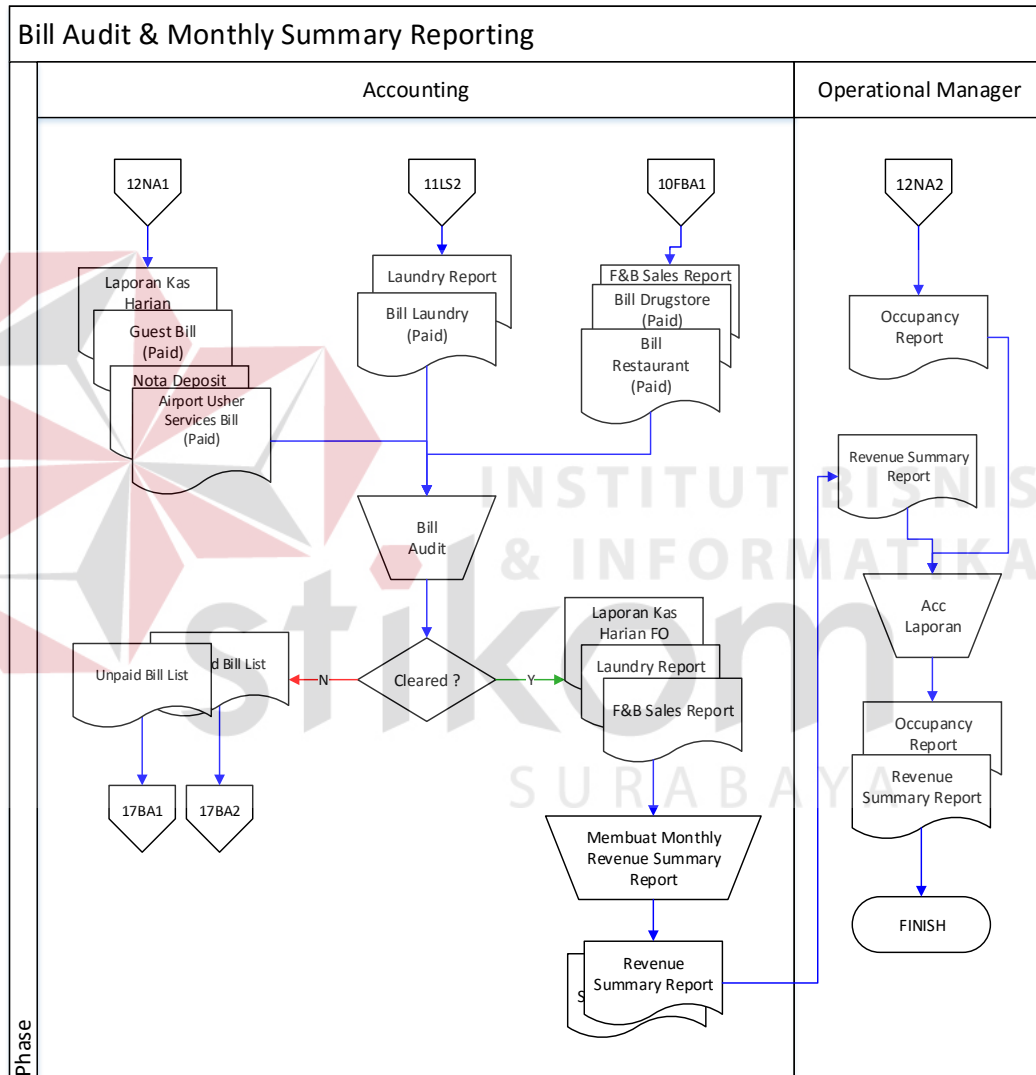 Bill Audit & Monthly Summary Reporting
Accounting
Operational Manager
12NA1
11LS2
10FBA1
12NA2
Laporan Kas
Harian
Guest Bill
(Paid)
Nota Deposit
Airport Usher
Services Bill
(Paid)
Laundry Report
Bill Laundry
(Paid)
F&B Sales Report
Bill Drugstore
(Paid)
Bill
Restaurant
(Paid)
Occupancy
Report
Revenue Summary
Report
INSTITUT BISNIS
& INFORMATIKA
stikom
SURABAYA
Bill
Audit
Acc
Laporan
Cleared ?
N
Y
Unpaid Bill List
d Bill List
Laporan Kas
Harian FO
Laundry Report
F&B Sales Report
17BA1
17BA2
Occupancy
Report
Revenue
Summary Report
Membuat Monthly
Revenue Summary
Report
FINISH
Revenue
Summary Report
S
Phase